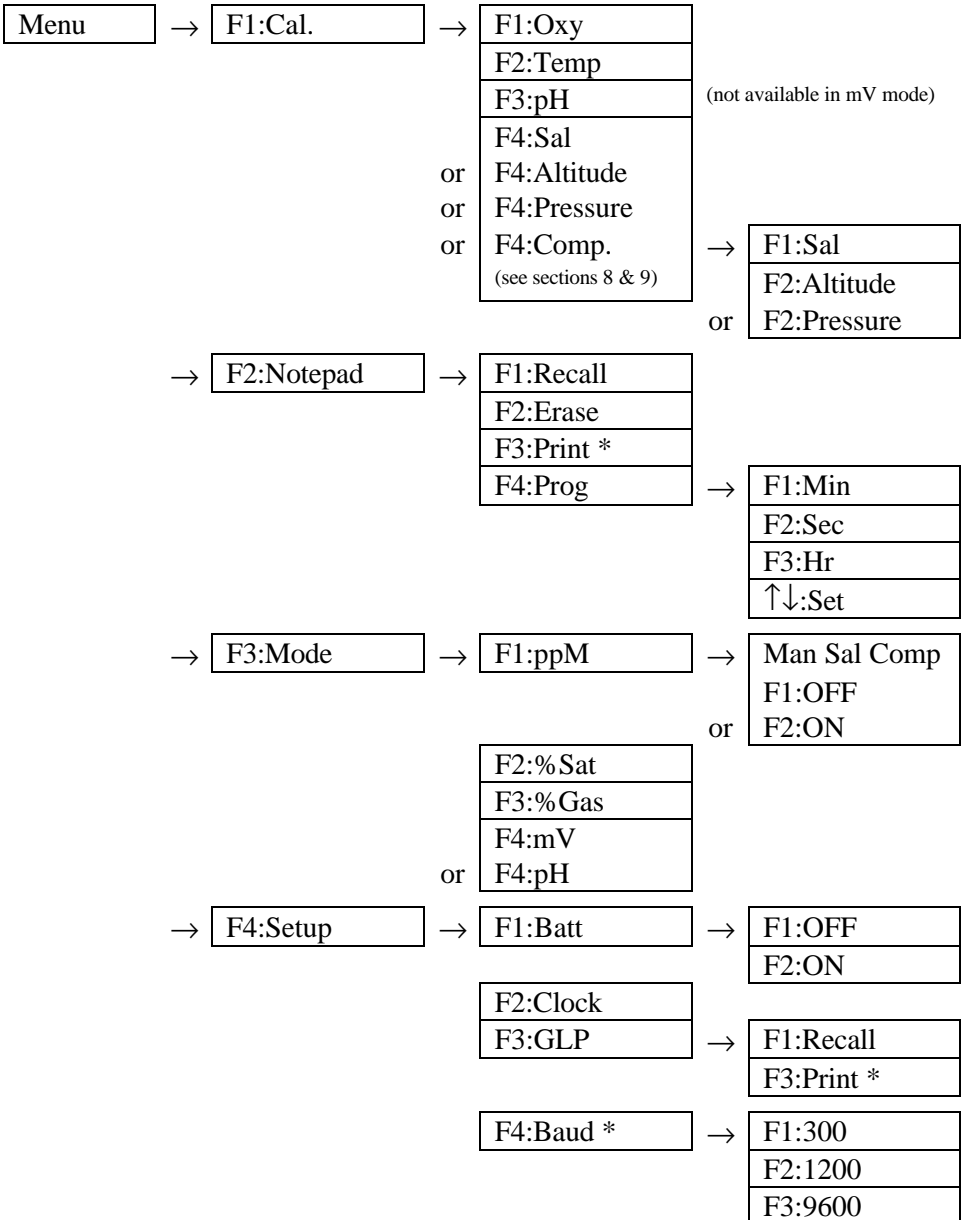 Menu → F1:Cal. → F1:Oxy
F2:Temp
F3:pH (not available in mV mode)
F4:Sal
or F4:Altitude
or F4:Pressure
or F4:Comp. → F1:Sal
(see sections 8 & 9) F2:Altitude
or F2:Pressure
→ F2:Notepad → F1:Recall
F2:Erase
F3:Print *
F4:Prog → F1:Min
F2:Sec
F3:Hr
↑↓:Set
→ F3:Mode → F1:ppM → Man Sal Comp
F1:OFF
or F2:ON
F2:%Sat
F3:%Gas
F4:mV
or F4:pH
→ F4:Setup → F1:Batt → F1:OFF
F2:ON
F2:Clock
F3:GLP → F1:Recall
F3:Print *
F4:Baud * → F1:300
F2:1200
F3:9600